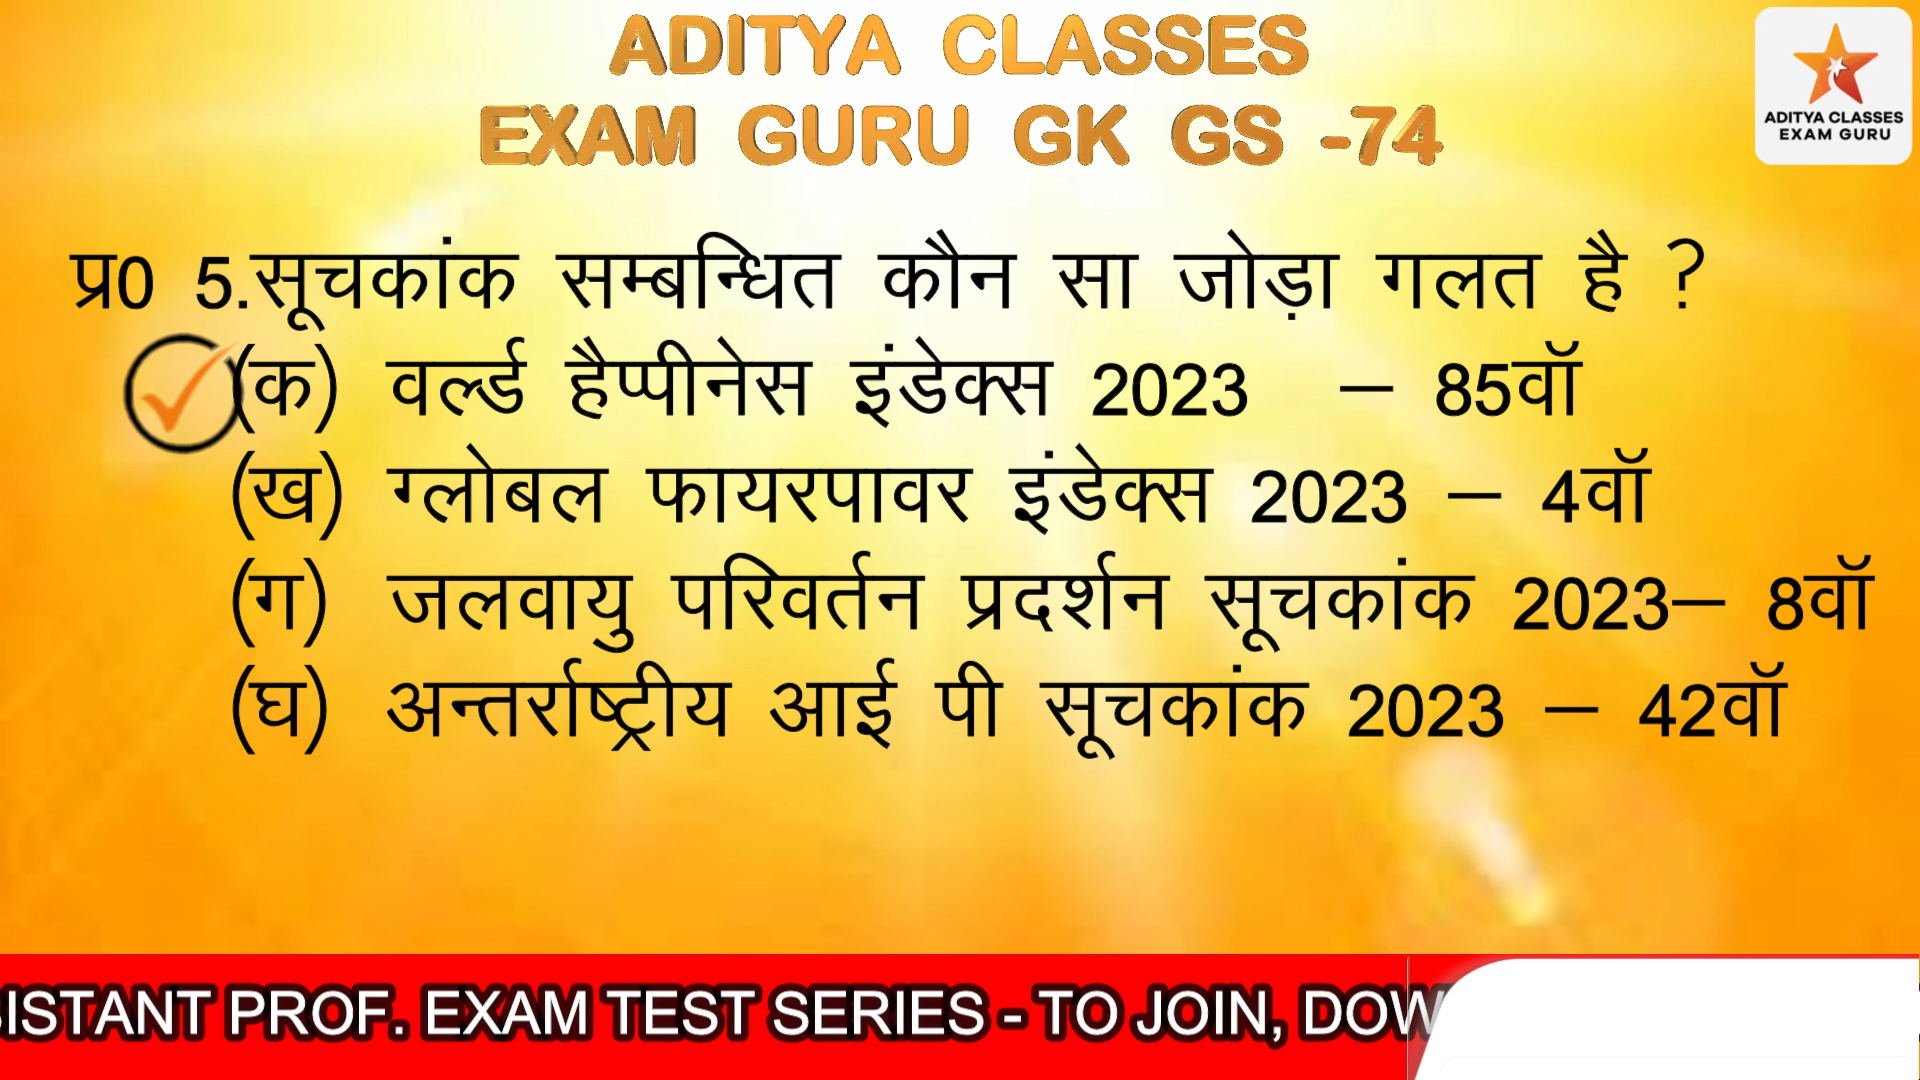 ADITYA CLASSES
EXAM GURU GK GS -74
ADITYA CLASSES
EXAM GURU
प्र0 5.सूचकांक सम्बन्धित कौन सा जोड़ा गलत है ?
(क) वर्ल्ड हैप्पीनेस इंडेक्स 2023 – 85वॉ
(ख) ग्लोबल फायरपावर इंडेक्स 2023 – 4वॉ
(ग) जलवायु परिवर्तन प्रदर्शन सूचकांक 2023– 8वॉ
(घ) अन्तर्राष्ट्रीय आई पी सूचकांक 2023 – 42वॉ
ISTANT PROF. EXAM TEST SERIES - TO JOIN, DOW